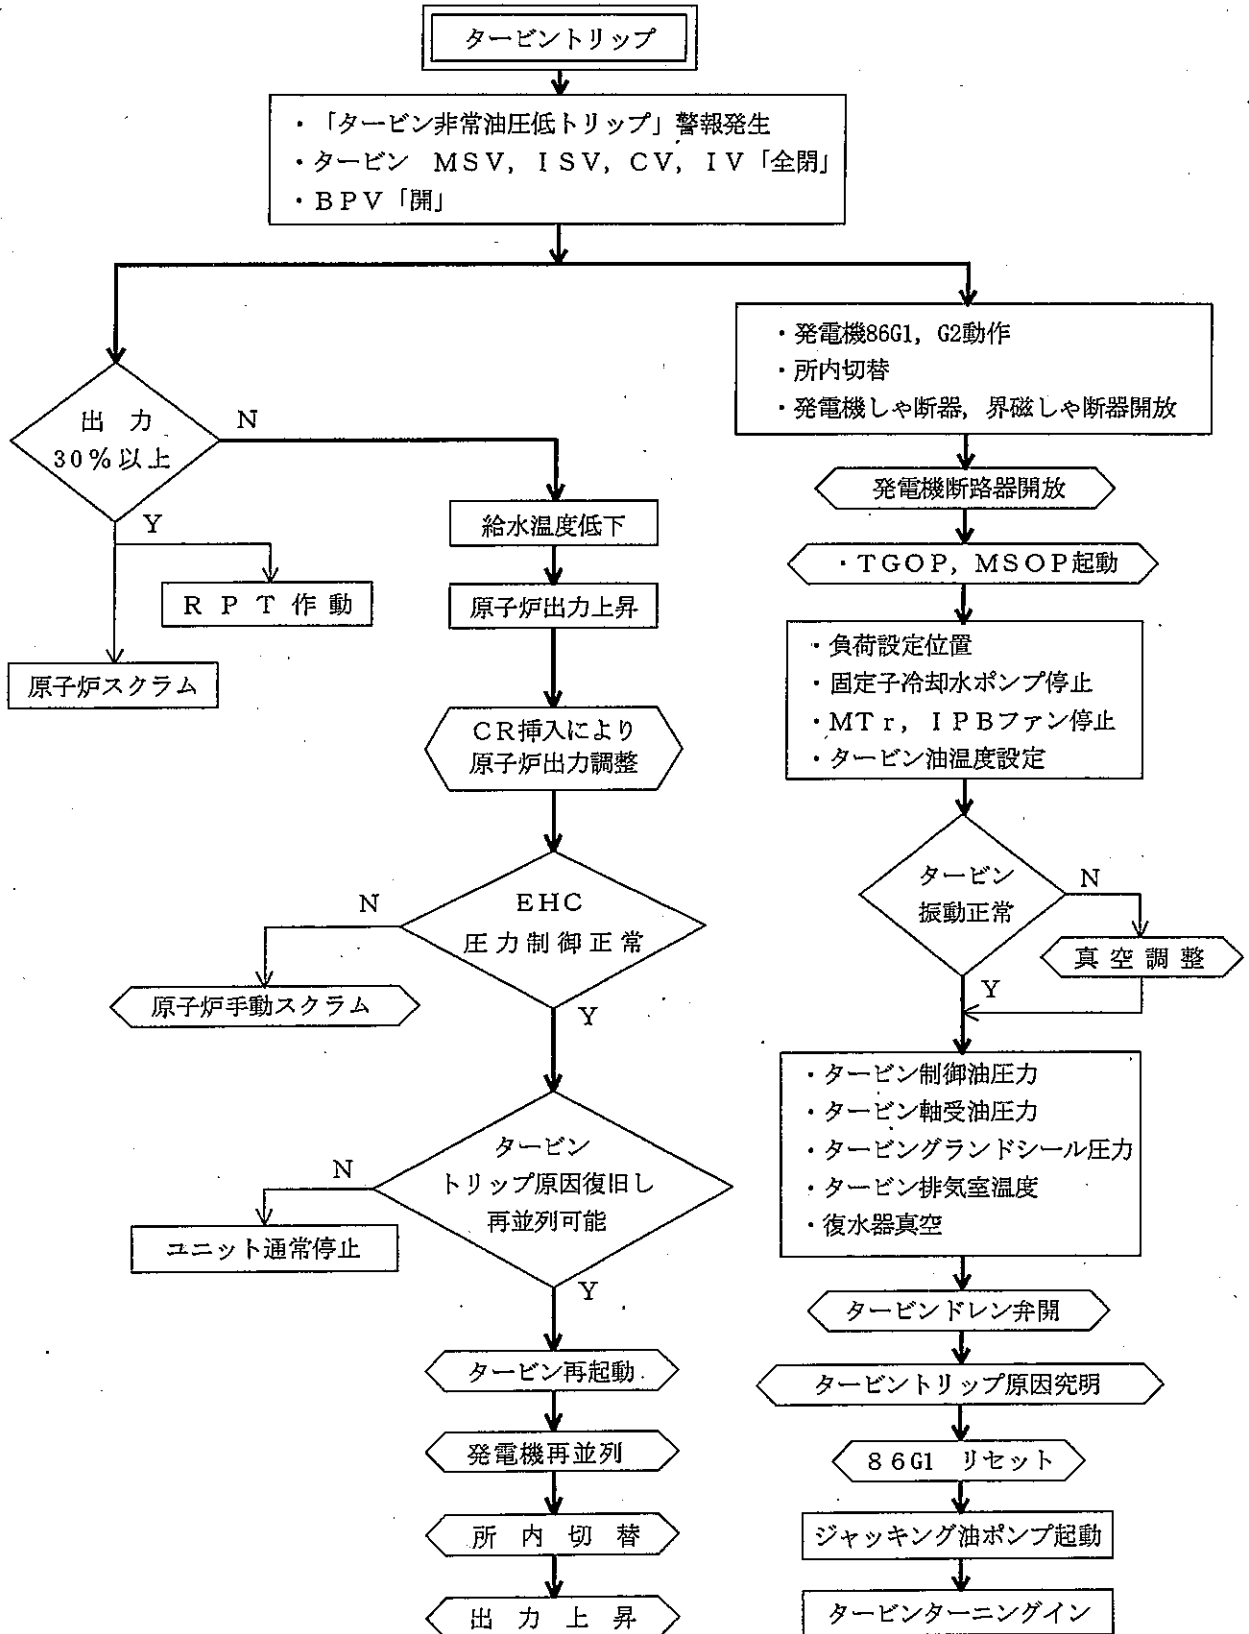 タービントリップ
・「タービン非常油圧低トリップ」警報発生
・タービン　MSV，ISV，CV，IV「全閉」
・BPV「開」
出　力
30％以上
N
Y
RPT作動
原子炉スクラム
給水温度低下
原子炉出力上昇
CR挿入により
原子炉出力調整
EHC
圧力制御正常
N
原子炉手動スクラム
Y
タービン
トリップ原因復旧し
再並列可能
N
ユニット通常停止
Y
タービン再起動
発電機再並列
所内切替
出力上昇
・発電機86G1，G2動作
・所内切替
・発電機しゃ断器，界磁しゃ断器開放
発電機断路器開放
・TGOP，MSOP起動
・負荷設定位置
・固定子冷却水ポンプ停止
・MTr，IPBファン停止
・タービン油温度設定
タービン
振動正常
N
真空調整
Y
・タービン制御油圧力
・タービン軸受油圧力
・タービングランドシール圧力
・タービン排気室温度
・復水器真空
タービンドレン弁開
タービントリップ原因究明
86G1　リセット
ジャッキング油ポンプ起動
タービンターニングイン